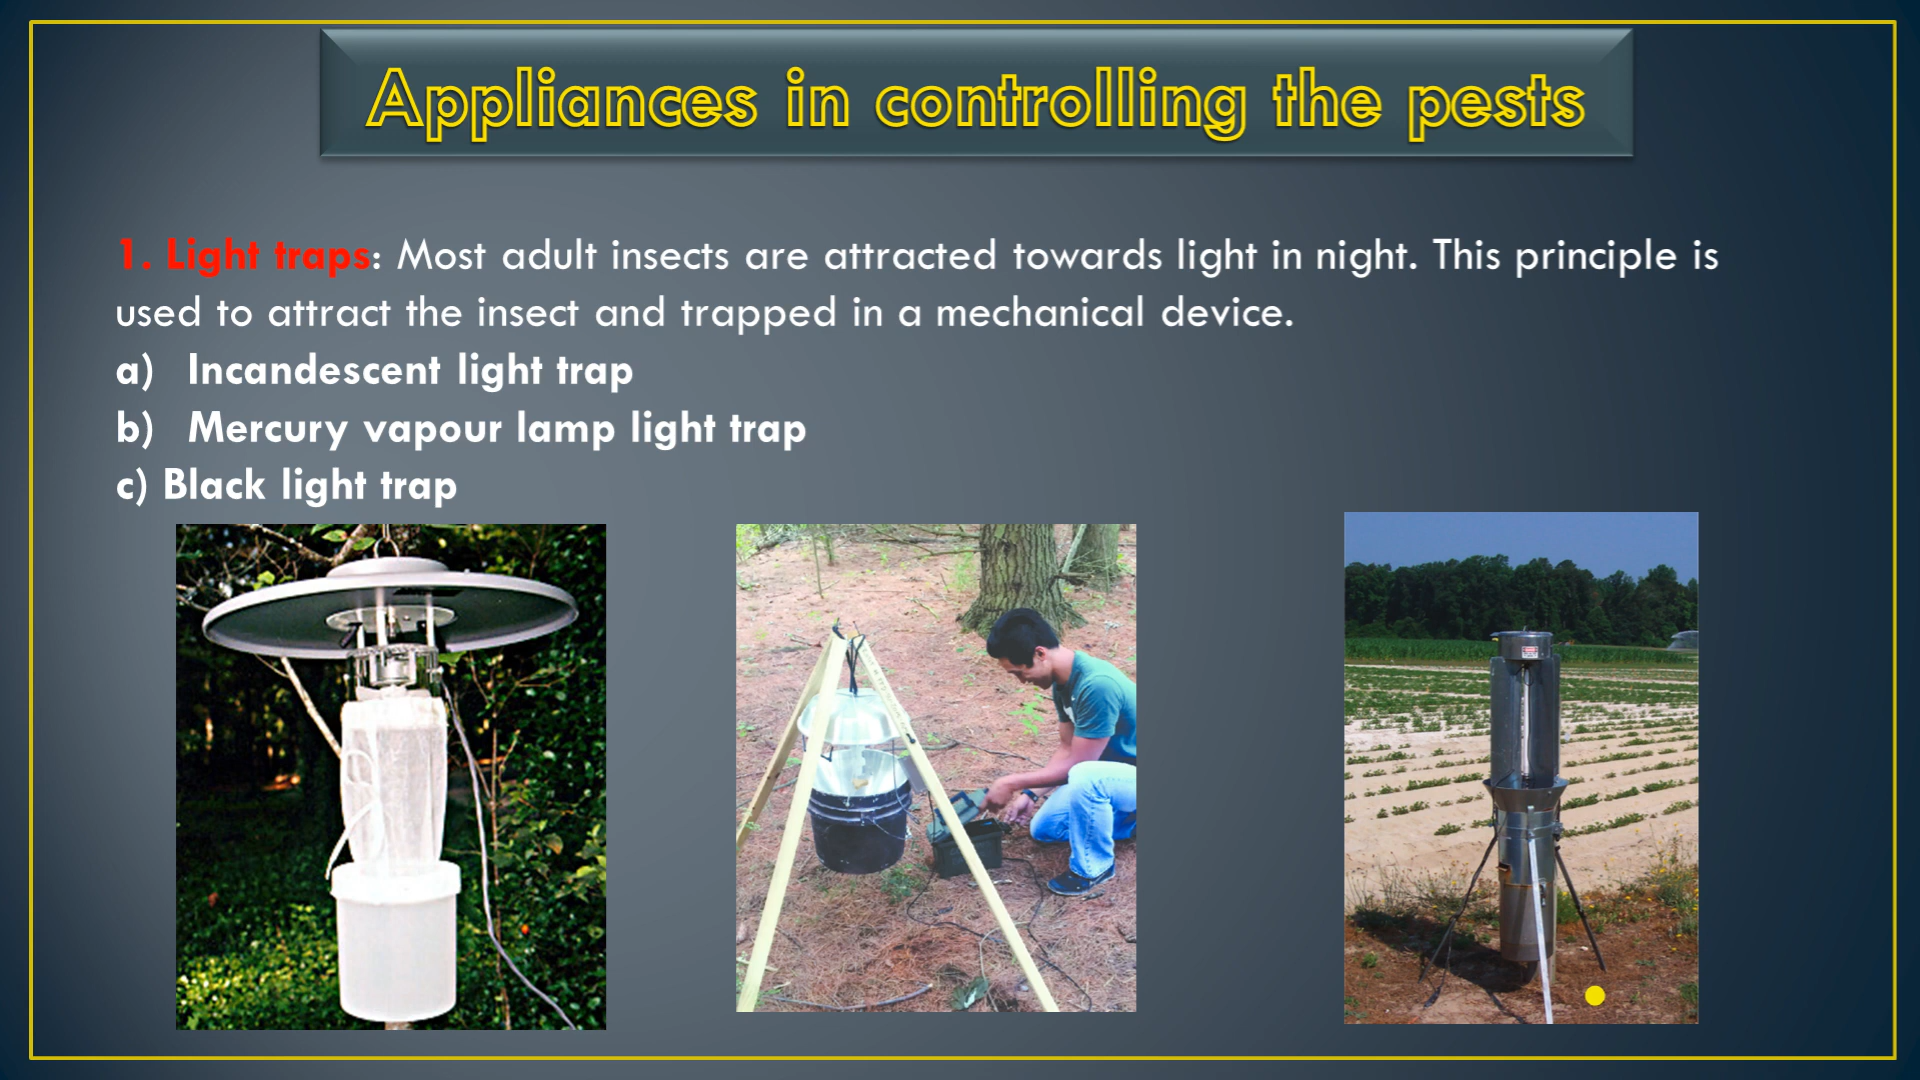 Appliances in controlling the pests
1. Light traps: Most adult insects are attracted towards light in night. This principle is
used to attract the insect and trapped in a mechanical device.
a) Incandescent light trap
b) Mercury vapour lamp light trap
c) Black light trap